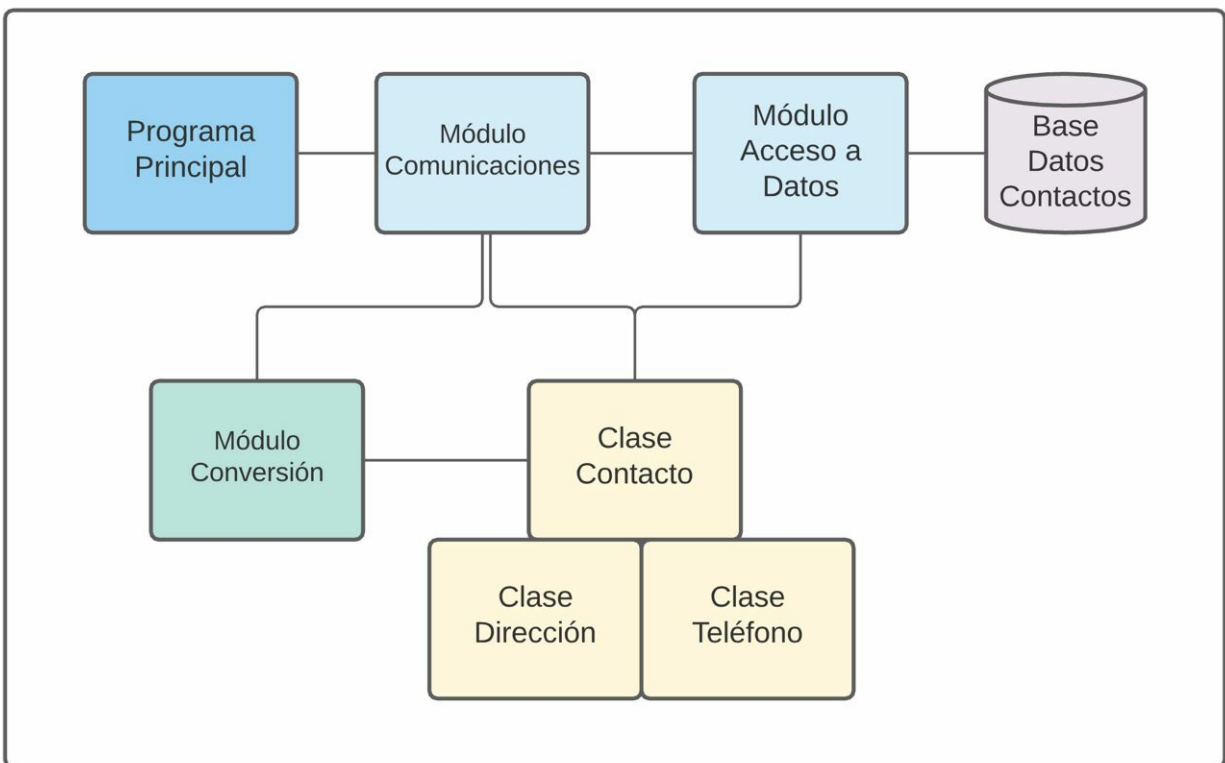 Programa
Principal
Módulo
Comunicaciones
Módulo
Acceso a
Datos
Base
Datos
Contactos
Módulo
Conversión
Clase
Contacto
Clase
Dirección
Clase
Teléfono